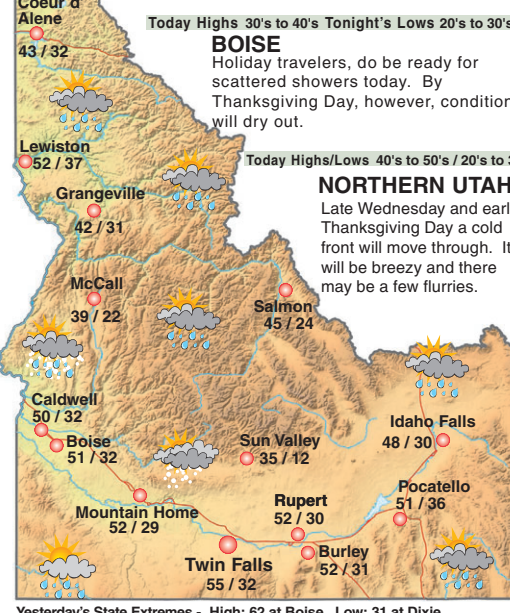 Coeur d'
Alene
43 / 32
Today Highs 30's to 40's Tonight's Lows 20's to 30's
BOISE
Holiday travelers, do be ready for
scattered showers today. By
Thanksgiving Day, however, condition
will dry out.
Lewiston
52 / 37
Today Highs/Lows 40's to 50's / 20's to 3
Grangeville
42 / 31
NORTHERN UTAH
Late Wednesday and earl
Thanksgiving Day a cold
front will move through. It
will be breezy and there
may be a few flurries.
McCall
39 / 22
Salmon
45 / 24
Caldwell
50 / 32
Boise
51 / 32
Sun Valley
35 / 12
Idaho Falls
48 / 30
Mountain Home
52 / 29
Rupert
52 / 30
Pocatello
51 / 36
Burley
52 / 31
Twin Falls
55 / 32
Yesterday's State Extremes - High: 62 at Boise Low: 31 at Dixie